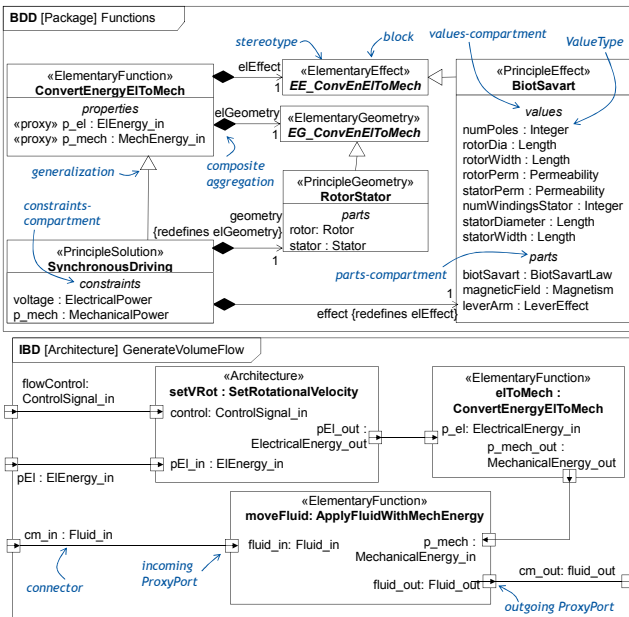 BDD [Package] Functions
stereotype
block
values-compartment
ValueType
«ElementaryFunction»
ConvertEnergyElToMech
properties
«proxy» p_el : ElEnergy_in
«proxy» p_mech : MechEnergy_in
elEffect
1
«ElementaryEffect»
EE_ConvEnElToMech
elGeometry
1
«ElementaryGeometry»
EG_ConvEnElToMech
«PrincipleEffect»
BiotSavart
values
numPoles : Integer
rotorDia : Length
rotorWidth : Length
rotorPerm : Permeability
statorPerm : Permeability
numWindingsStator : Integer
statorDiameter : Length
statorWidth : Length
parts
biotSavart : BiotSavartLaw
magneticField : Magnetism
leverArm : LeverEffect
generalization
composite
aggregation
constraints-
compartment
«PrincipleGeometry»
RotorStator
parts
rotor: Rotor
stator : Stator
geometry
{redefines elGeometry}
1
parts-compartment
«PrincipleSolution»
SynchronousDriving
constraints
voltage : ElectricalPower
p_mech : MechanicalPower
1
effect {redefines elEffect}
IBD [Architecture] GenerateVolumeFlow
flowControl:
ControlSignal_in
«Architecture»
setVRot : SetRotationalVelocity
control: ControlSignal_in
pEl_out :
ElectricalEnergy_out
pEl_in : ElEnergy_in
pEl : ElEnergy_in
«ElementaryFunction»
elToMech :
ConvertEnergyElToMech
p_el: ElectricalEnergy_in
p_mech_out :
MechanicalEnergy_out
cm_in : Fluid_in
connector
incoming
ProxyPort
«ElementaryFunction»
moveFluid: ApplyFluidWithMechEnergy
fluid_in: Fluid_in
p_mech :
MechanicalEnergy_in
fluid_out: Fluid_out
cm_out: fluid_out
outgoing ProxyPort